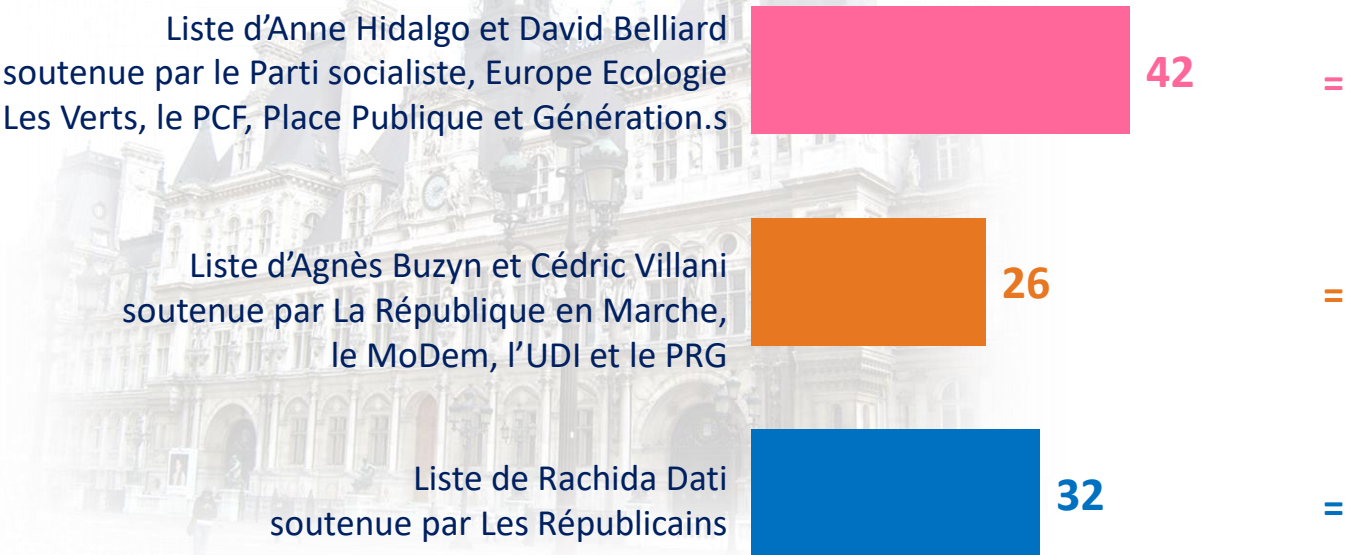 Liste d’Anne Hidalgo et David Belliard
soutenue par le Parti socialiste, Europe Ecologie
Les Verts, le PCF, Place Publique et Génération.s
42 =
Liste d’Agnès Buzyn et Cédric Villani
soutenue par La République en Marche,
le MoDem, l’UDI et le PRG
26 =
Liste de Rachida Dati
soutenue par Les Républicains
32 =